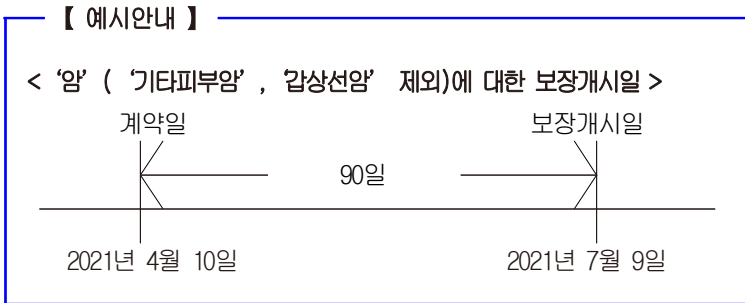 【 예시안내 】
< ‘암’ ( ‘기타피부암’ , ‘갑상선암’ 제외)에 대한 보장개시일 >
계약일 보장개시일
90일
2021년 4월 10일 2021년 7월 9일